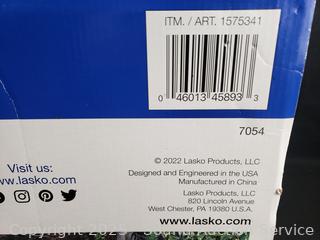 ITM. / ART. 1575341
0 46013 45893 3
7054
© 2022 Lasko Products, LLC
Designed and Engineered in the USA
Manufactured in China
Lasko Products, LLC
820 Lincoln Avenue
West Chester, PA 19380 U.S.A.
www.lasko.com
Visit us:
www.lasko.c